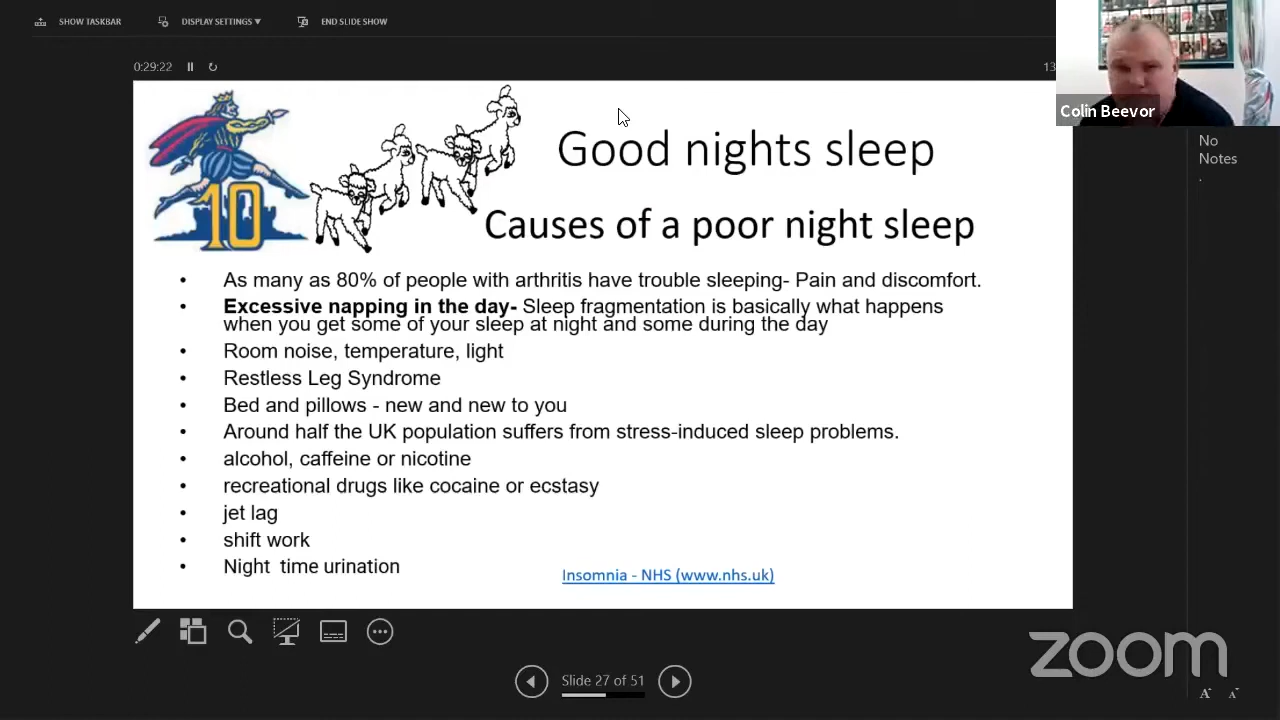 SHOW TASKBAR
DISPLAY SETTINGS
END SLIDE SHOW
0:29:22
13
Colin Beevor
No
Notes
.
10
Good nights sleep
Causes of a poor night sleep
• As many as 80% of people with arthritis have trouble sleeping- Pain and discomfort.
• Excessive napping in the day- Sleep fragmentation is basically what happens
when you get some of your sleep at night and some during the day
• Room noise, temperature, light
• Restless Leg Syndrome
• Bed and pillows - new and new to you
• Around half the UK population suffers from stress-induced sleep problems.
• alcohol, caffeine or nicotine
• recreational drugs like cocaine or ecstasy
• jet lag
• shift work
• Night  time urination
Insomnia - NHS (www.nhs.uk)
Slide 27 of 51
zoom
A A